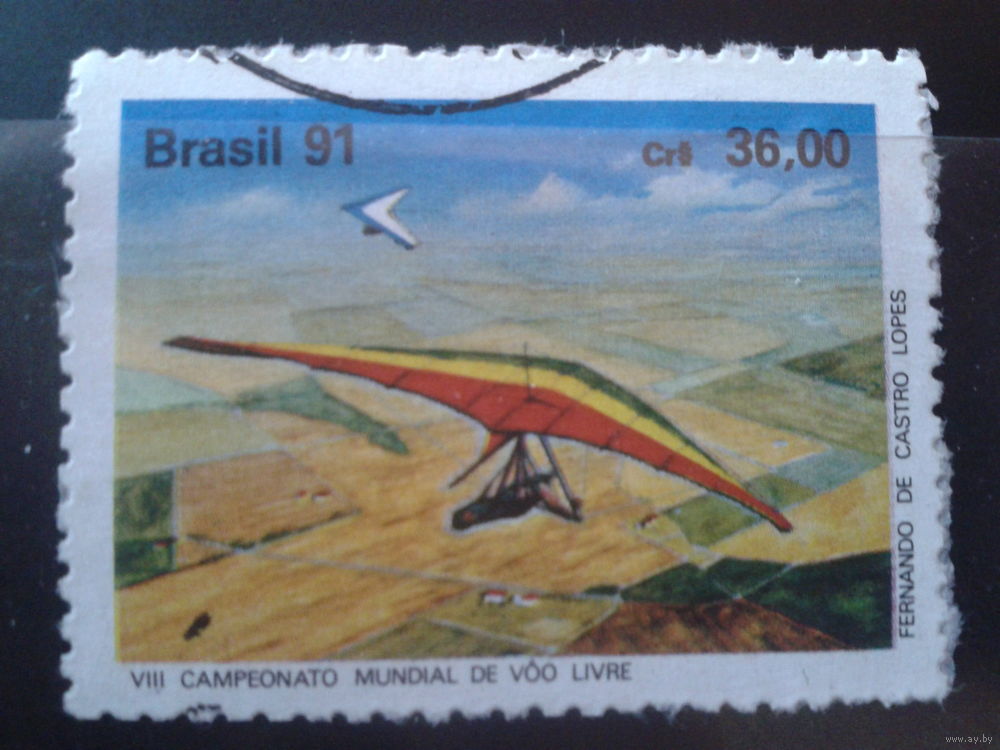 Brasil 91 Cr$ 36,00
FERNANDO DE CASTRO LOPES
VIII CAMPEONATO MUNDIAL DE VÔO LIVRE
www.ay.by